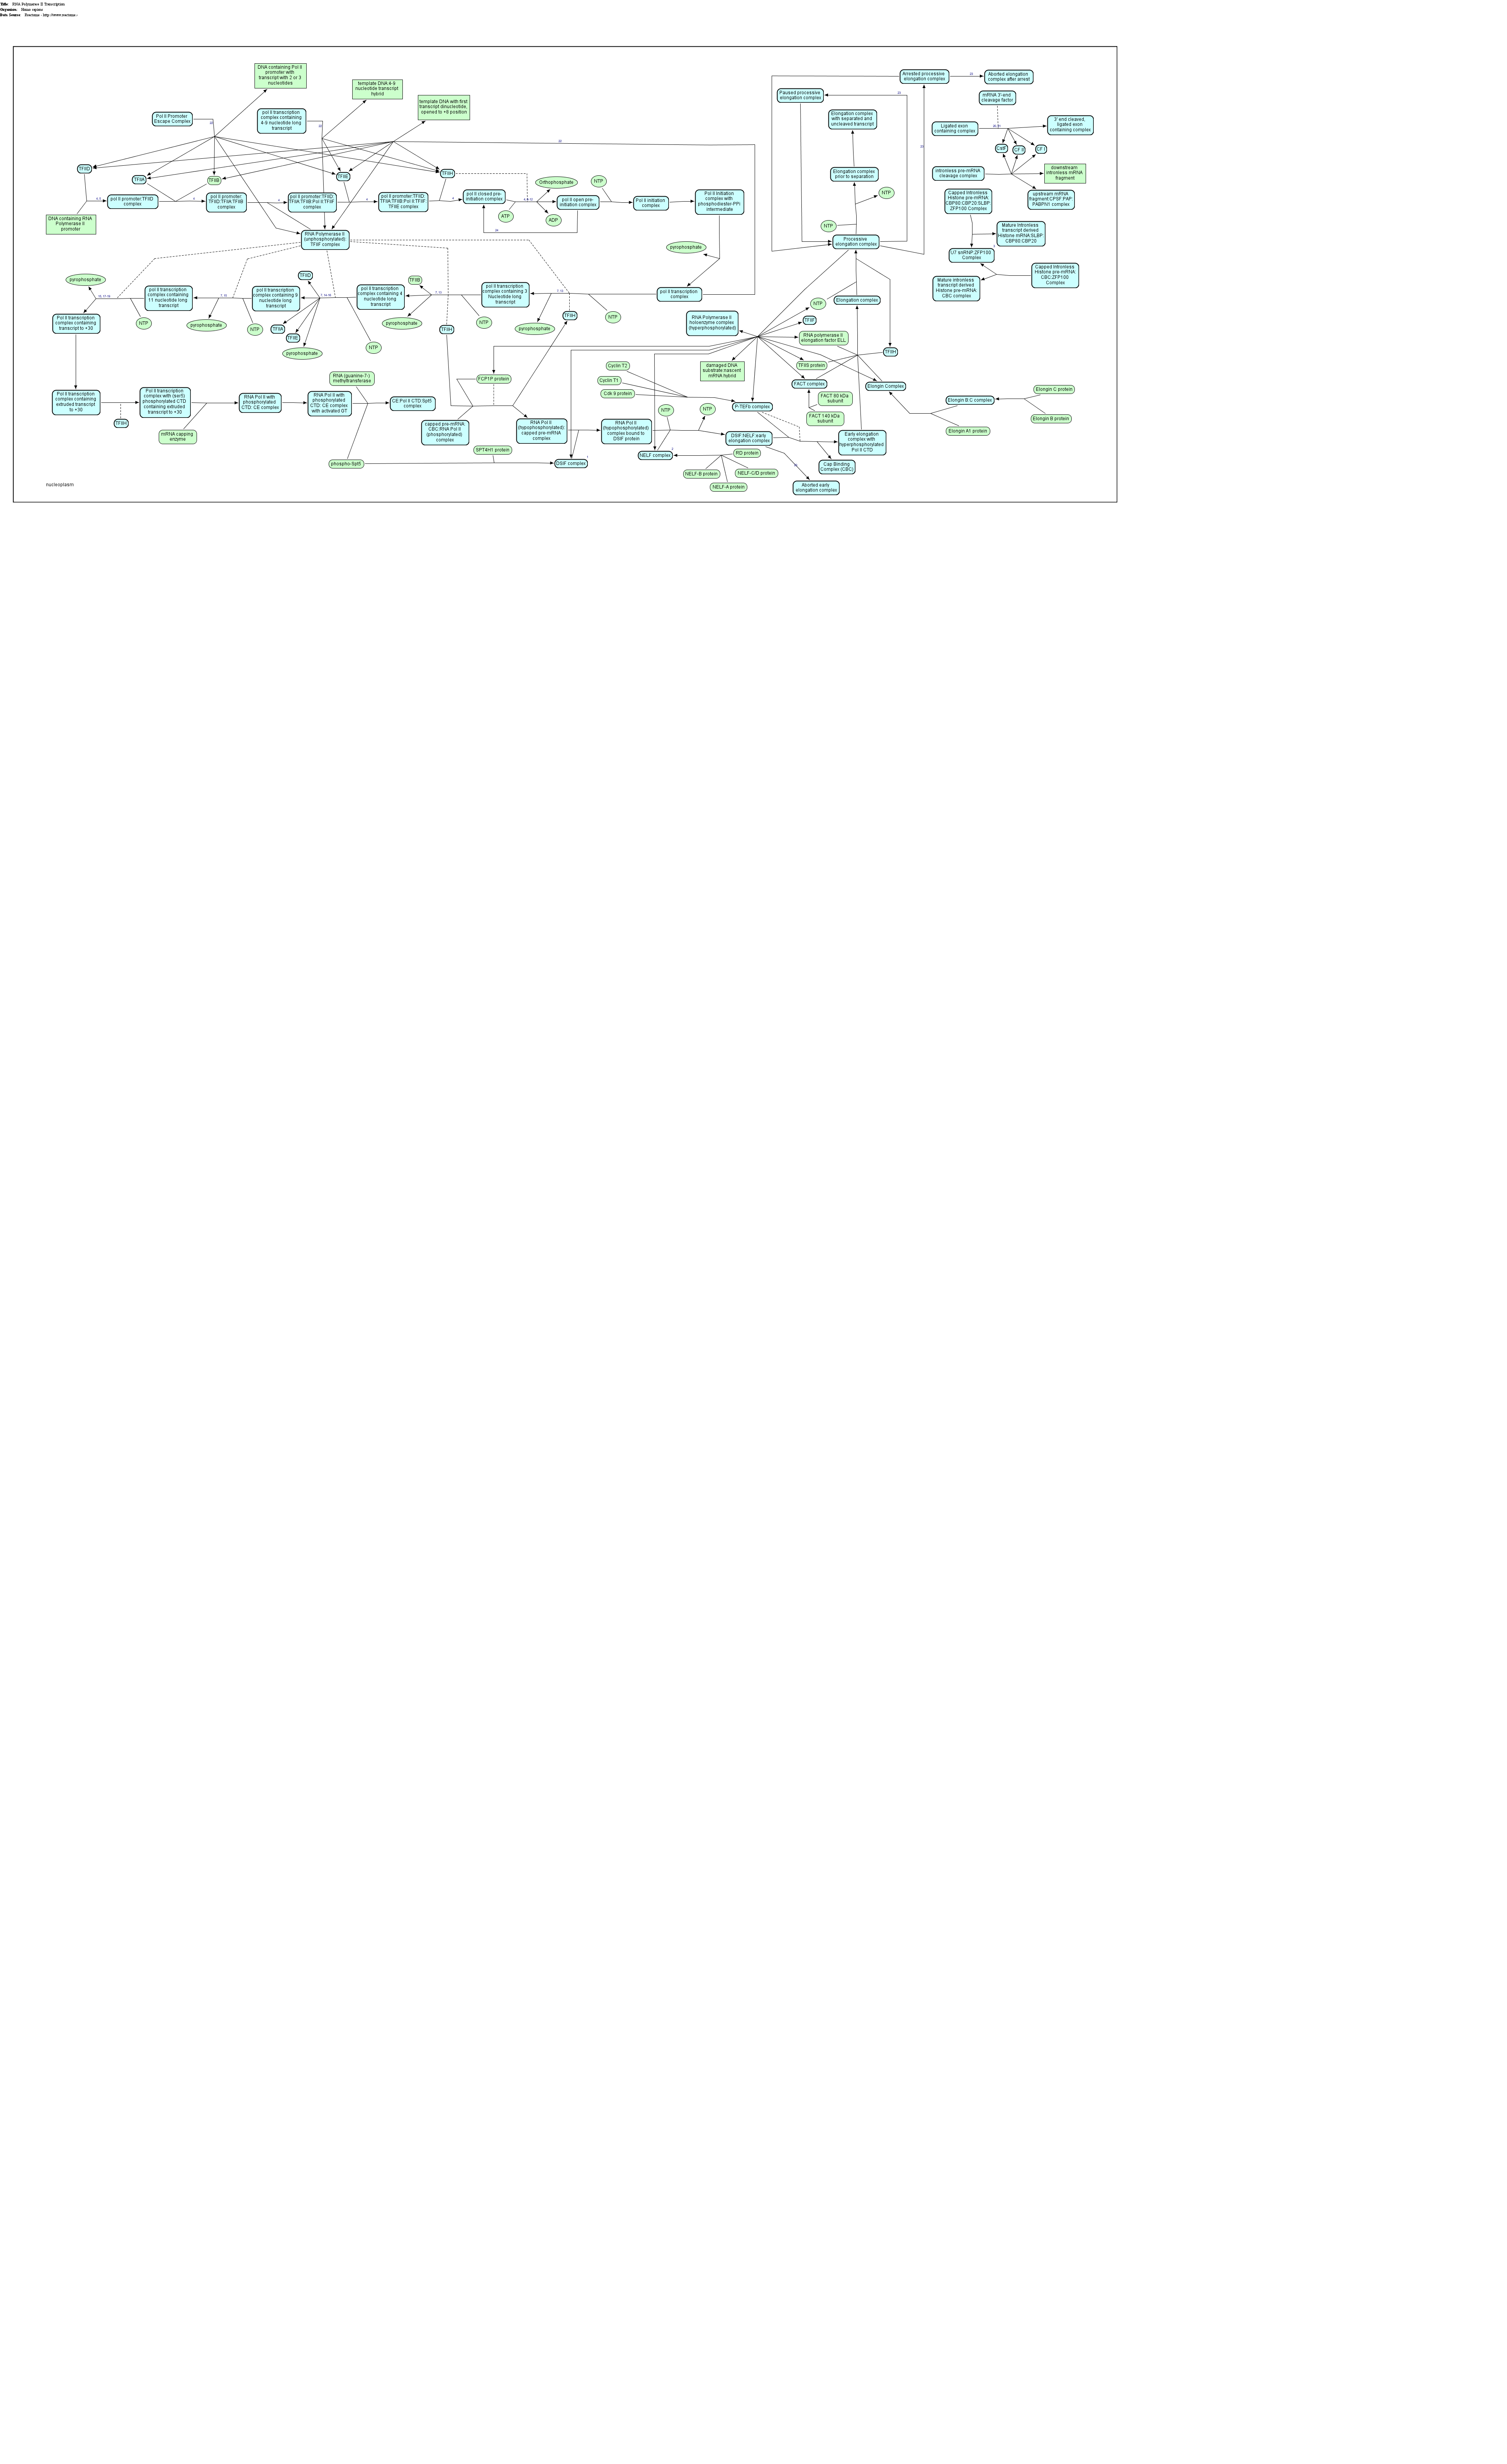 Title: RNA Polymerase II Transcription
Organism: Homo sapiens
Data Source: Reactome - http://www.reactome -
DNA containing Pol II
promoter with
transcript with 2 or 3
nucleotides
template DNA 4-9
nucleotide transcript
hybrid
template DNA with first
transcript dinucleotide,
opened to +8 position
Pol II Promoter
Escape Complex
pol II transcription
complex containing
4-9 nucleotide long
transcript
Arrested processive
elongation complex
Aborted elongation
complex after arrest
Paused processive
elongation complex
mRNA 3'-end
cleavage factor
Elongation complex
with separated and
uncleaved transcript
Ligated exon
containing complex
3' end cleaved,
ligated exon
containing complex
CstF
CF II
CF I
TFIID
TFIIA
TFIIB
TFIIE
TFIIH
Elongation complex
prior to separation
intronless pre-mRNA
cleavage complex
downstream
intronless mRNA
fragment
DNA containing RNA
Polymerase II
promoter
pol II promoter:TFIID
complex
pol II promoter:
TFIID:TFIIA:TFIIB
complex
pol II promoter:TFIID:
TFIIA:TFIIB:Pol II:TFIIF
complex
pol II promoter:TFIID:
TFIIA:TFIIB:Pol II:TFIIF:
TFIIE complex
pol II closed pre-
initiation complex
Orthophosphate
ATP
ADP
NTP
pol II open pre-
initiation complex
Pol II initiation
complex
Pol II Initiation
complex with
phosphodiester-PPi
intermediate
NTP
NTP
Capped Intronless
Histone pre-mRNA:
CBP80:CBP20:SLBP:
ZFP100 Complex
upstream mRNA
fragment:CPSF:PAP:
PABPN1 complex
Mature Intronless
transcript derived
Histone mRNA:SLBP:
CBP80:CBP20
RNA Polymerase II
(unphosphorylated):
TFIIF complex
pyrophosphate
Processive
elongation complex
U7 snRNP:ZFP100
Complex
Mature intronless
transcript derived
Histone pre-mRNA:
CBC complex
Capped Intronless
Histone pre-mRNA:
CBC:ZFP100
Complex
pyrophosphate
pol II transcription
complex containing
11 nucleotide long
transcript
NTP
pyrophosphate
pol II transcription
complex containing 9
nucleotide long
transcript
NTP
TFIID
TFIIA
TFIIE
pyrophosphate
pol II transcription
complex containing 4
nucleotide long
transcript
NTP
TFIIB
pyrophosphate
pol II transcription
complex containing 3
Nucleotide long
transcript
NTP
TFIIH
pyrophosphate
TFIIH
NTP
pol II transcription
complex
Pol II transcription
complex containing
transcript to +30
RNA Polymerase II
holoenzyme complex
(hyperphosphorylated)
NTP
TFIIF
Elongation complex
RNA polymerase II
elongation factor ELL
TFIIH
TFIIS protein
damaged DNA
substrate:nascent
mRNA hybrid
FACT complex
Elongin Complex
FACT 80 kDa
subunit
FACT 140 kDa
subunit
Elongin B:C complex
Elongin C protein
Elongin B protein
Elongin A1 protein
Cyclin T2
Cyclin T1
Cdk 9 protein
P-TEFb complex
RNA (guanine-7-)
methyltransferase
FCP1P protein
Pol II transcription
complex containing
extruded transcript
to +30
Pol II transcription
complex with (ser5)
phosphorylated CTD
containing extruded
transcript to +30
TFIIH
mRNA capping
enzyme
RNA Pol II with
phosphorylated
CTD: CE complex
RNA Pol II with
phosphorylated
CTD: CE complex
with activated GT
CE:Pol II CTD:Spt5
complex
phospho-Spt5
capped pre-mRNA:
CBC:RNA Pol II
(phosphorylated)
complex
SPT4H1 protein
RNA Pol II
(hypophosphorylated):
capped pre-mRNA
complex
DSIF complex
RNA Pol II
(hypophosphorylated)
complex bound to
DSIF protein
NTP
NTP
NELF complex
DSIF:NELF:early
elongation complex
RD protein
NELF-B protein
NELF-C/D protein
NELF-A protein
Early elongation
complex with
hyperphosphorylated
Pol II CTD
Cap Binding
Complex (CBC)
Aborted early
elongation complex
nucleoplasm